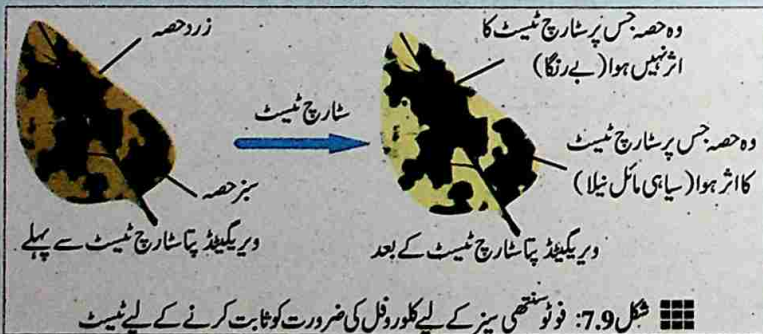 زرد حصہ
سبز حصہ
ویریگیٹڈ پتا سٹارچ ٹیسٹ سے پہلے
سٹارچ ٹیسٹ
وہ حصہ جس پر سٹارچ ٹیسٹ کا
اثر نہیں ہوا (بے رنگا)
وہ حصہ جس پر سٹارچ ٹیسٹ
کا اثر ہوا (سیاہی مائل نیلا)
ویریگیٹڈ پتا سٹارچ ٹیسٹ کے بعد
شکل 7.9: فوٹوسنتھی سیز کے لیے کلوروفل کی ضرورت کو ثابت کرنے کے لیے ٹیسٹ